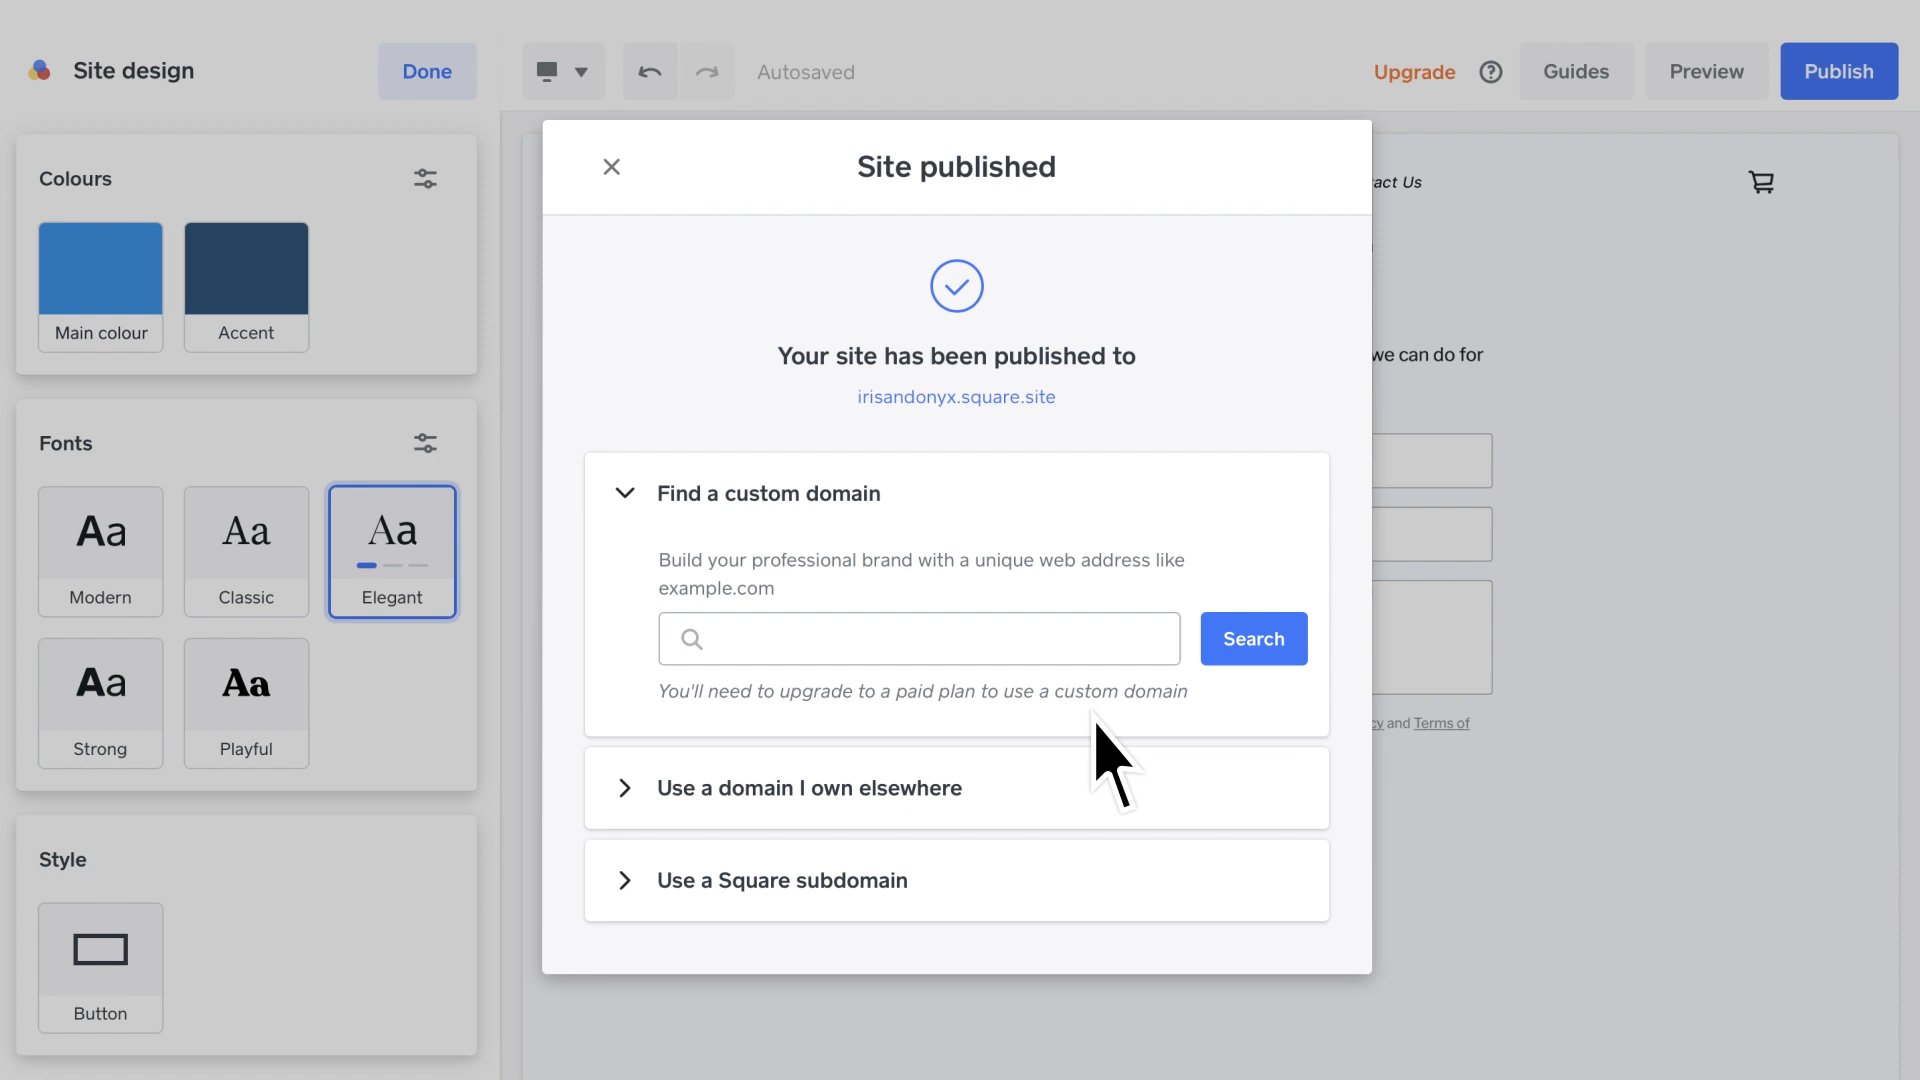 Site design
Done
Autosaved
Upgrade
Guides
Preview
Publish
Colours
Main colour
Accent
Fonts
Aa
Modern
Aa
Classic
Aa
Elegant
Aa
Strong
Aa
Playful
Style
Button
Site published
Your site has been published to
irisandonyx.square.site
Find a custom domain
Build your professional brand with a unique web address like
example.com
Search
You'll need to upgrade to a paid plan to use a custom domain
Use a domain I own elsewhere
Use a Square subdomain
act Us
we can do for
cy and Terms of